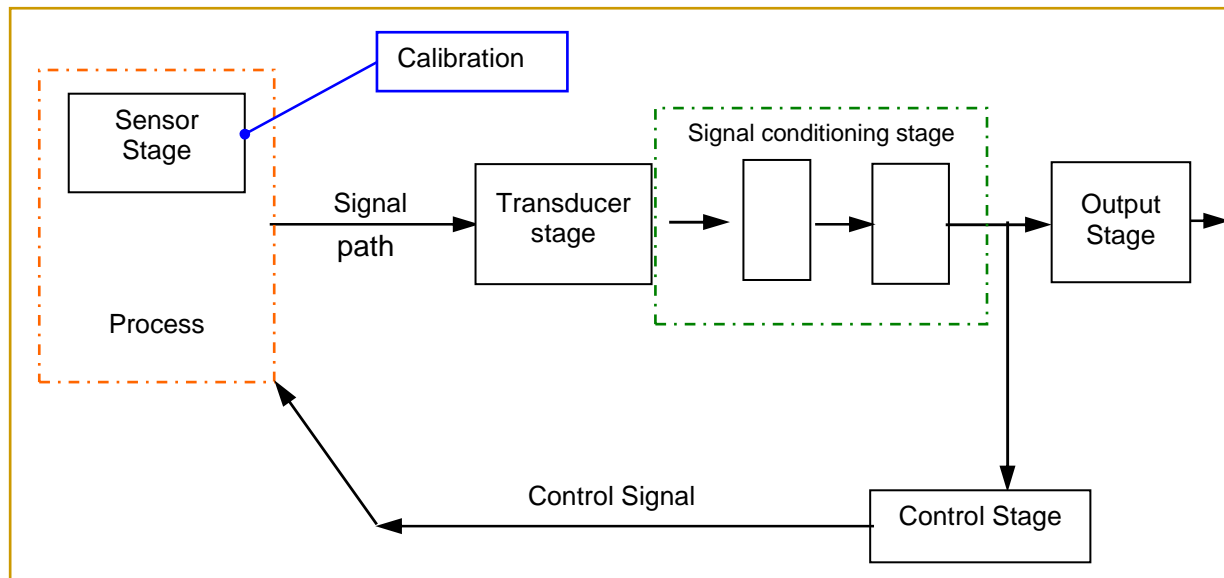 Calibration
Sensor
Stage
Signal conditioning stage
Signal
path
Transducer
stage
Output
Stage
Process
Control Signal
Control Stage